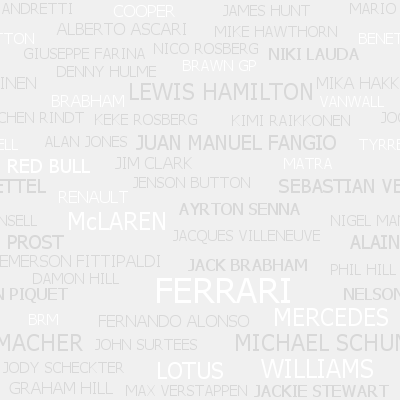 ANDRETTI COOPER JAMES HUNT MARIO
ALBERTO ASCARI MIKE HAWTHORN
TTON NICO ROSBERG BENET
GIUSEPPE FARINA NIKI LAUDA
DENNY HULME BRAWN GP
INEN LEWIS HAMILTON MIKA HAKK
BRABHAM VANWALL
CHEN RINDT KEKE ROSBERG KIMI RAIKKONEN JOC
ELL ALAN JONES JUAN MANUEL FANGIO TYRRE
RED BULL JIM CLARK MATRA
ETTEL JENSON BUTTON SEBASTIAN VE
RENAULT
AYRTON SENNA
NSELL McLAREN NIGEL MAN
PROST JACQUES VILLENEUVE ALAIN
EMERSON FITTIPALDI JACK BRABHAM PHIL HILL
DAMON HILL
N PIQUET FERRARI NELSON
BRM FERNANDO ALONSO MERCEDES
MACHER JOHN SURTEES MICHAEL SCHUM
JODY SCHECKTER LOTUS WILLIAMS
GRAHAM HILL MAX VERSTAPPEN JACKIE STEWART